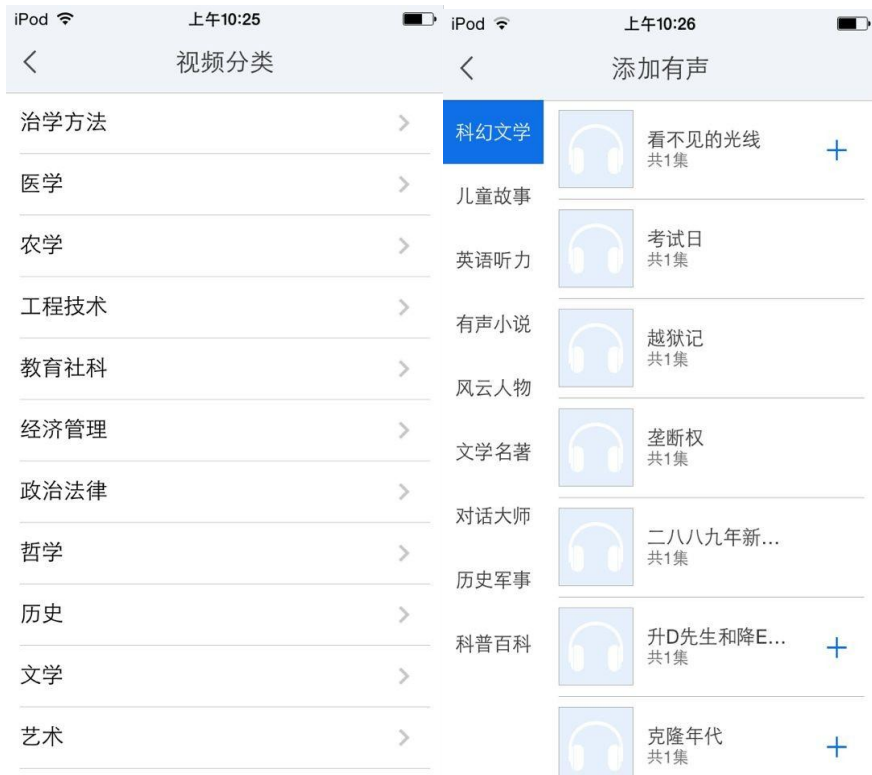 iPod 上午10:25
视频分类
治学方法
医学
农学
工程技术
教育社科
经济管理
政治法律
哲学
历史
文学
艺术
iPod 上午10:26
添加有声
科幻文学
儿童故事
英语听力
有声小说
风云人物
文学名著
对话大师
历史军事
科普百科
看不见的光线
共1集
考试日
共1集
越狱记
共1集
垄断权
共1集
二八八九年新...
共1集
升D先生和降E...
共1集
克隆年代
共1集